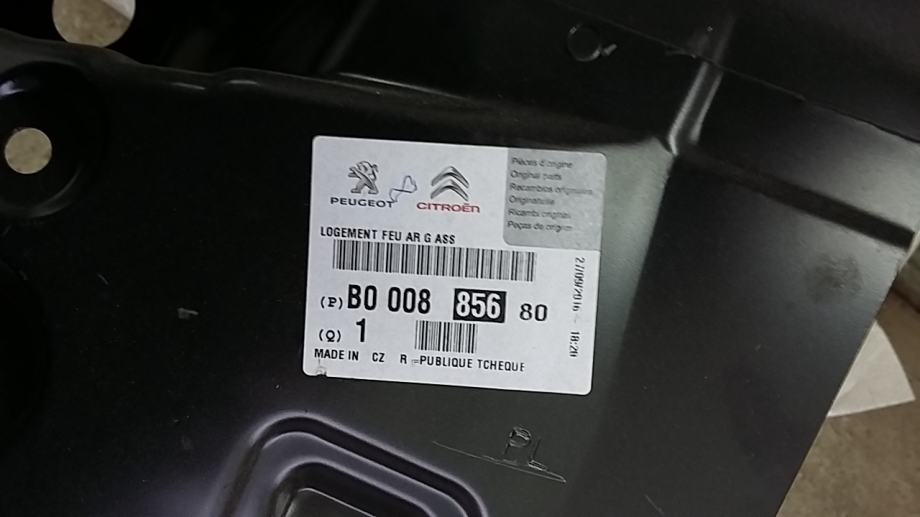 PEUGEOT
CITROËN
Pièces d'origine
Original parts
Recambios originales
Originalteile
Ricambi originali
Peças de origem
LOGEMENT FEU AR G ASS
(P) B0 008 856 80
(Q) 1
MADE IN CZ R=PUBLIQUE TCHEQUE
27/09/2016 - 18:20
PL